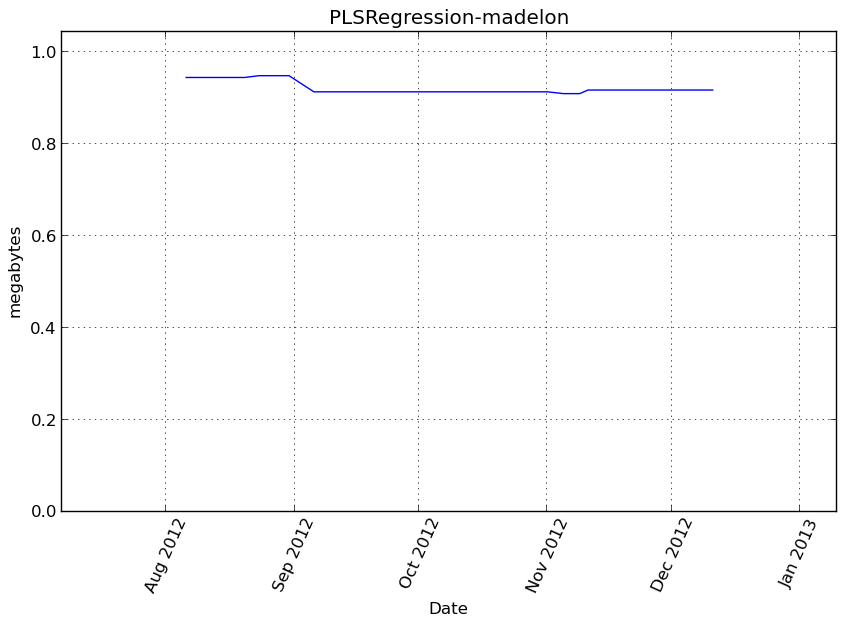 PLSRegression-madelon
1.0
0.8
0.6
0.4
0.2
0.0
megabytes
Aug 2012
Sep 2012
Oct 2012
Nov 2012
Dec 2012
Jan 2013
Date